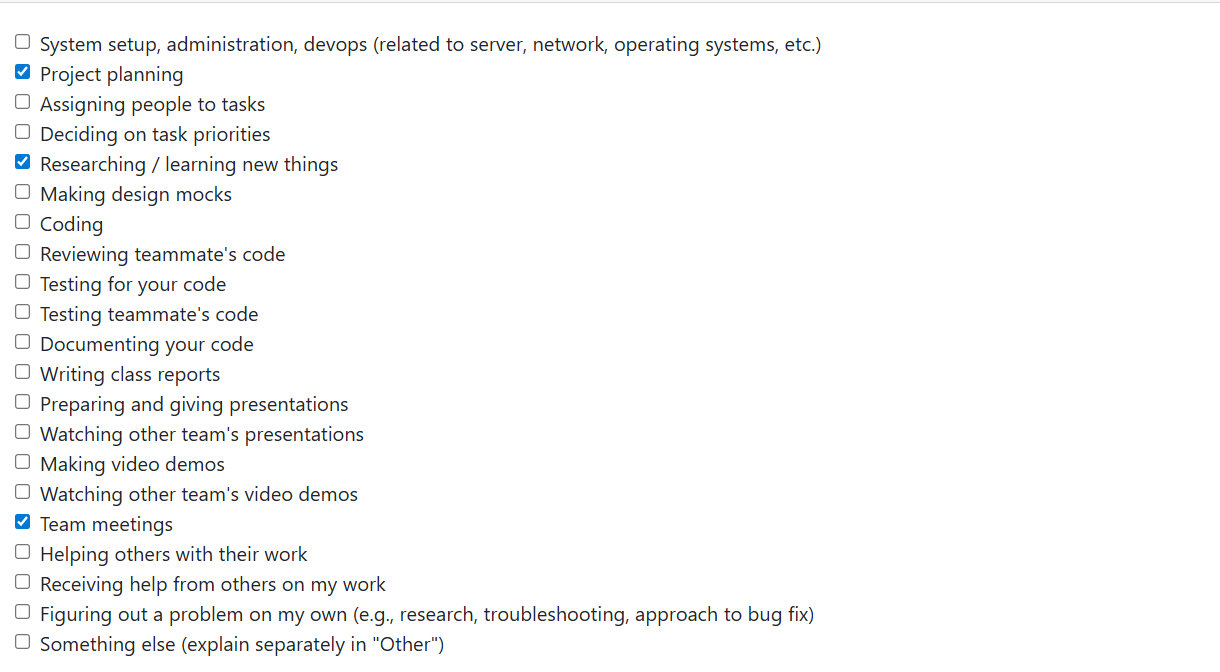 System setup, administration, devops (related to server, network, operating systems, etc.)
Project planning
Assigning people to tasks
Deciding on task priorities
Researching / learning new things
Making design mocks
Coding
Reviewing teammate's code
Testing for your code
Testing teammate's code
Documenting your code
Writing class reports
Preparing and giving presentations
Watching other team's presentations
Making video demos
Watching other team's video demos
Team meetings
Helping others with their work
Receiving help from others on my work
Figuring out a problem on my own (e.g., research, troubleshooting, approach to bug fix)
Something else (explain separately in "Other")